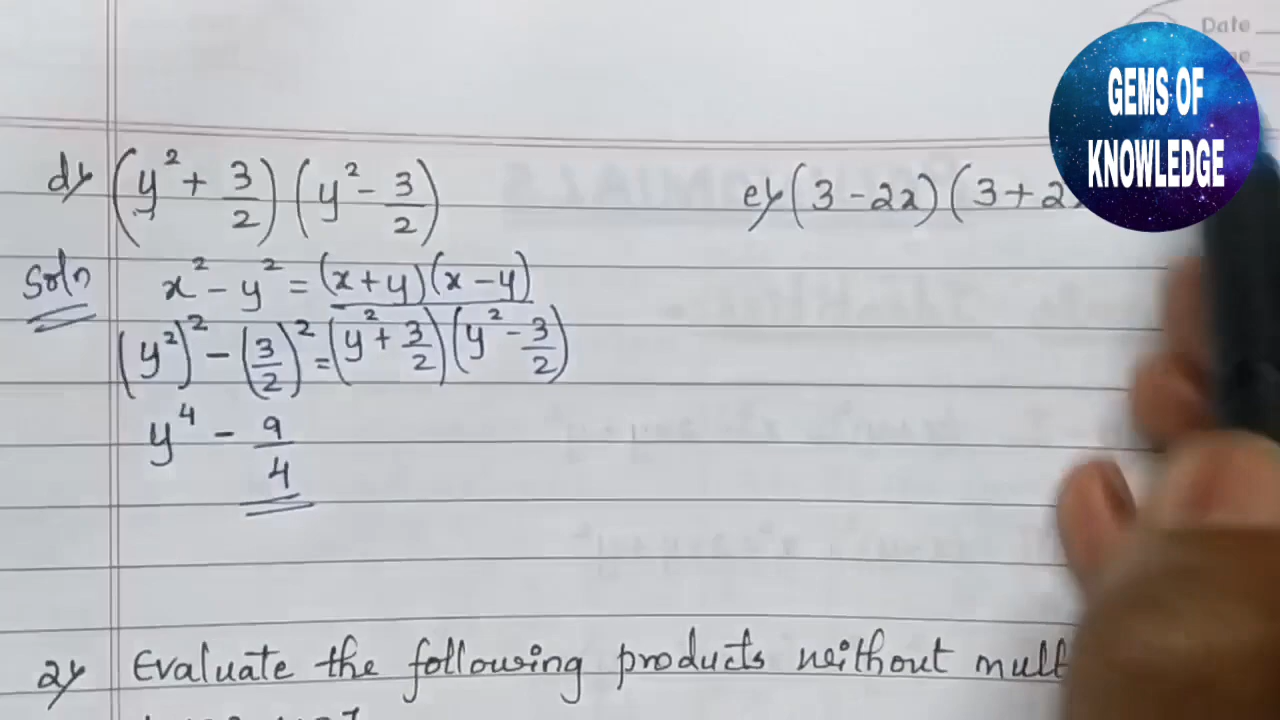 Date
GEMS OF
KNOWLEDGE
d) (y² + 3/2) (y² - 3/2)
e) (3 - 2x) (3 + 2
Soln x² - y² = (x + y) (x - y)
(y²)² - (3/2)² = (y² + 3/2) (y² - 3/2)
y⁴ - 9/4
2) Evaluate the following products without mult